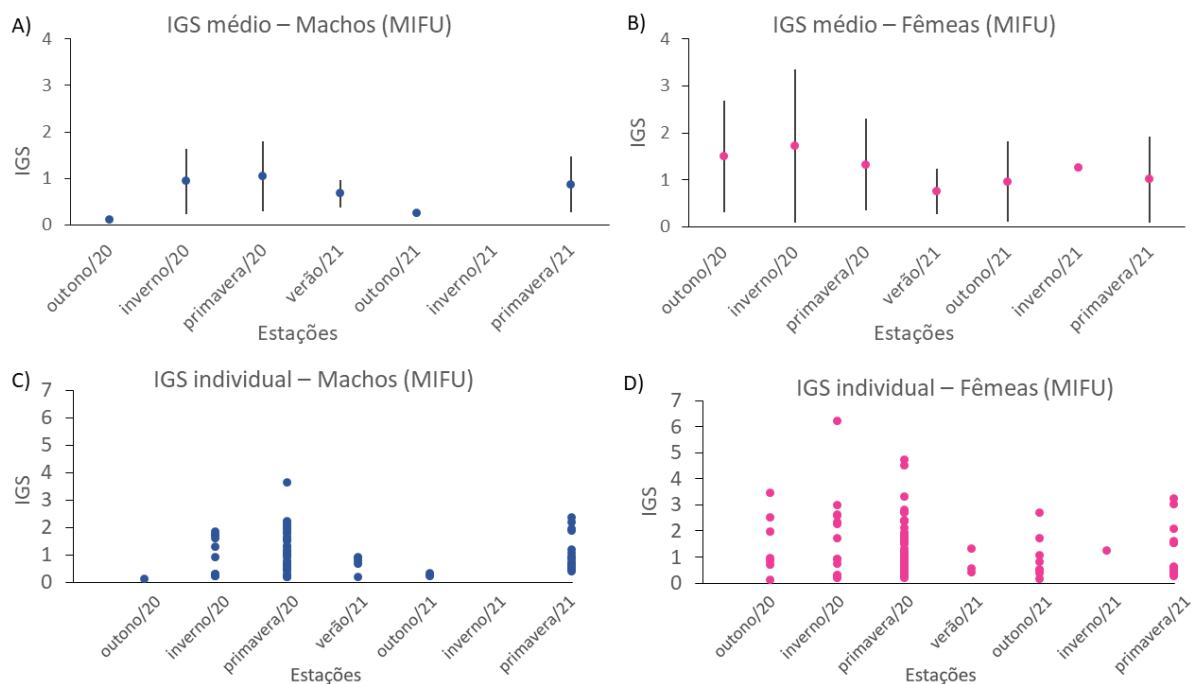 A)
IGS médio – Machos (MIFU)
4
3
2
1
0
IGS
outono/20
inverno/20
primavera/20
verão/21
outono/21
inverno/21
primavera/21
Estações
B)
IGS médio – Fêmeas (MIFU)
4
3
2
1
0
IGS
outono/20
inverno/20
primavera/20
verão/21
outono/21
inverno/21
primavera/21
Estações
C)
IGS individual – Machos (MIFU)
7
6
5
4
3
2
1
0
IGS
outono/20
inverno/20
primavera/20
verão/21
outono/21
inverno/21
primavera/21
Estações
D)
IGS individual – Fêmeas (MIFU)
7
6
5
4
3
2
1
0
IGS
outono/20
inverno/20
primavera/20
verão/21
outono/21
inverno/21
primavera/21
Estações